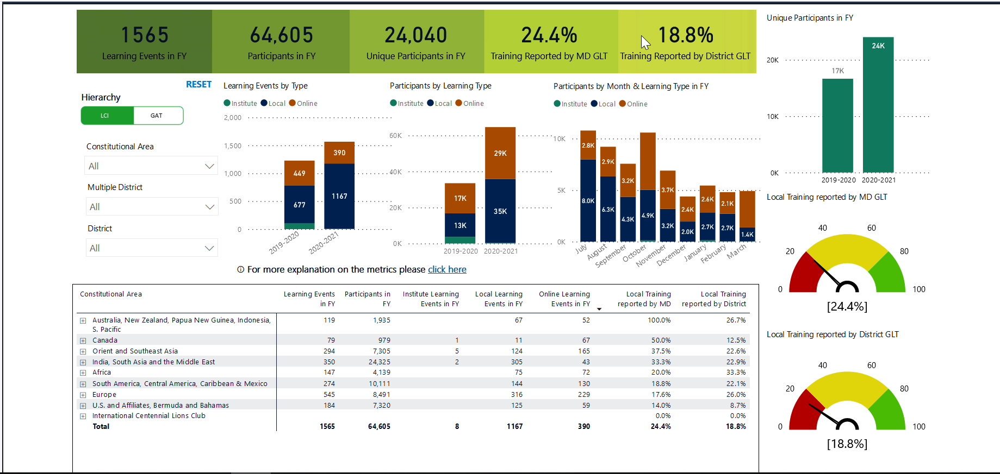 1565
Learning Events in FY
64,605
Participants in FY
24,040
Unique Participants in FY
24.4%
Training Reported by MD GLT
18.8%
Training Reported by District GLT
RESET
Hierarchy
LCI GAT
Constitutional Area
All
Multiple District
All
District
All
Learning Events by Type
Institute Local Online
2,000
1,500
1,000
500
0
449
677
390
1167
2019-2020 2020-2021
Participants by Learning Type
Institute Local Online
60K
40K
20K
0K
17K
13K
29K
35K
2019-2020 2020-2021
Participants by Month & Learning Type in FY
Institute Local Online
10K
5K
0K
2.8K
8.0K
2.9K
6.3K
3.2K
4.3K
4.9K
3.7K
3.2K
2.4K
2.0K
2.6K
2.7K
2.1K
2.7K
1.4K
July August September October November December January February March
For more explanation on the metrics please click here
Unique Participants in FY
20K
10K
0K
17K
24K
2019-2020 2020-2021
Local Training reported by MD GLT
0 20 40 60 80 100
[24.4%]
Local Training reported by District GLT
0 20 40 60 80 100
[18.8%]
Constitutional Area Learning Events in FY Participants in FY Institute Learning Events in FY Local Learning Events in FY Online Learning Events in FY Local Training reported by MD Local Training reported by District
Australia, New Zealand, Papua New Guinea, Indonesia, S. Pacific 119 1,935 67 52 100.0% 26.7%
Canada 79 979 1 11 67 50.0% 12.5%
Orient and Southeast Asia 294 7,305 5 124 165 37.5% 22.6%
India, South Asia and the Middle East 350 24,325 2 305 43 33.3% 22.9%
Africa 147 4,139 75 72 20.0% 33.3%
South America, Central America, Caribbean & Mexico 274 10,111 144 130 18.8% 22.1%
Europe 545 8,491 316 229 17.6% 26.0%
U.S. and Affiliates, Bermuda and Bahamas 184 7,320 125 59 14.0% 8.7%
International Centennial Lions Club 0.0% 0.0%
Total 1565 64,605 8 1167 390 24.4% 18.8%